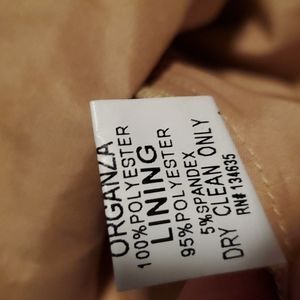 ORGANZA
100%POLYESTER
LINiNG
95%POLYESTER
5%SPANDEX
DRY CLEAN ONLY
RN# 134635